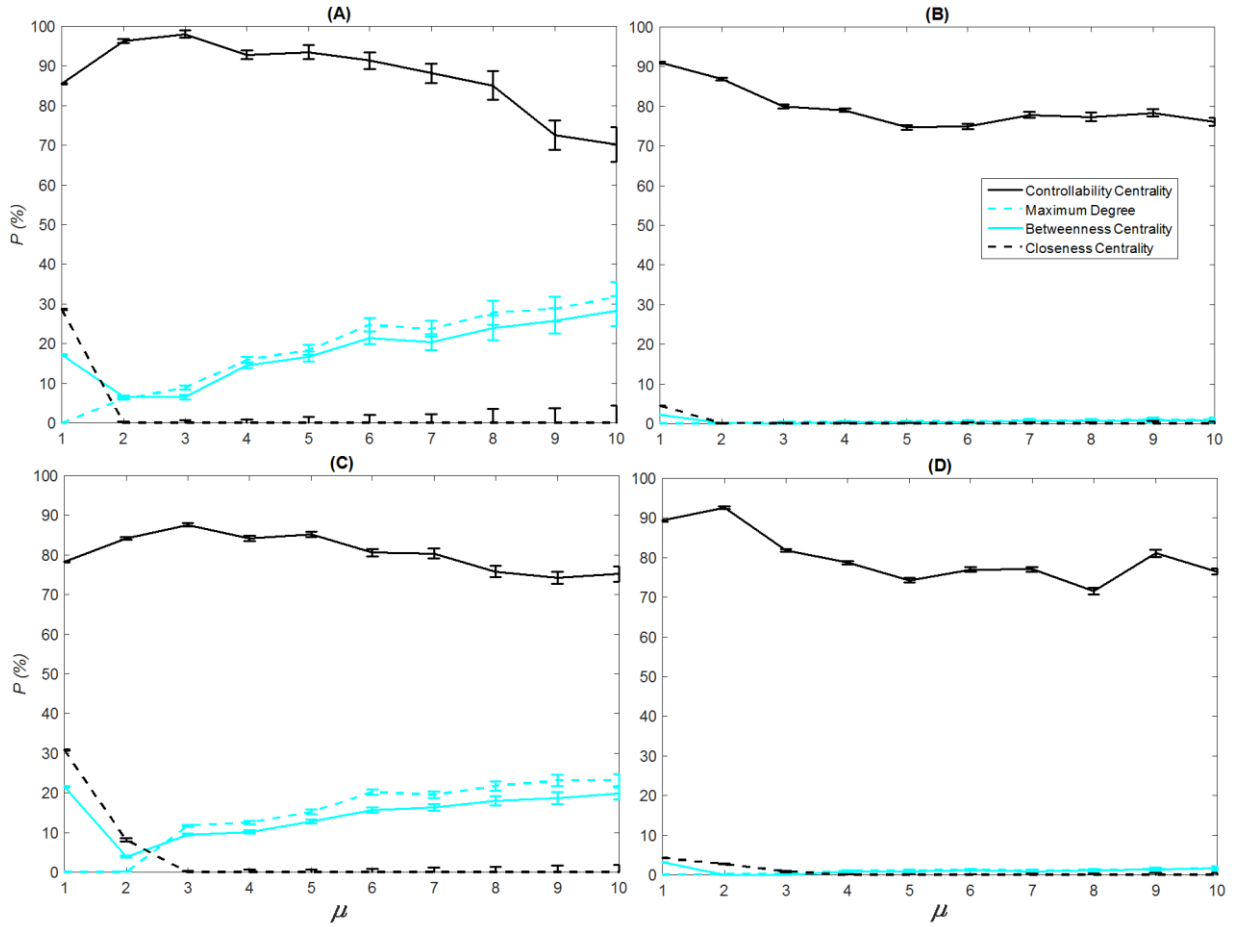 (A)
100
90
80
70
60
50
40
30
20
10
0
P (%)
1 2 3 4 5 6 7 8 9 10
(B)
100
90
80
70
60
50
40
30
20
10
0
1 2 3 4 5 6 7 8 9 10
Controllability Centrality
Maximum Degree
Betweenness Centrality
Closeness Centrality
(C)
100
90
80
70
60
50
40
30
20
10
0
P (%)
1 2 3 4 5 6 7 8 9 10
μ
(D)
100
90
80
70
60
50
40
30
20
10
0
1 2 3 4 5 6 7 8 9 10
μ